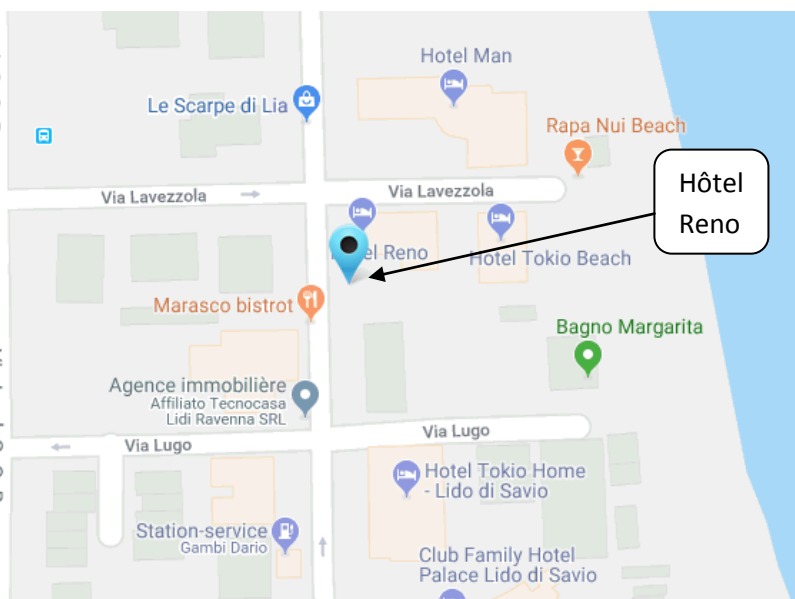 Hotel Man
Le Scarpe di Lia
Rapa Nui Beach
Hôtel
Reno
Via Lavezzola
Via Lavezzola
el Reno
Hotel Tokio Beach
Marasco bistrot
Bagno Margarita
Agence immobilière
Affiliato Tecnocasa
Lidi Ravenna SRL
Via Lugo
Via Lugo
Hotel Tokio Home
- Lido di Savio
Station-service
Gambi Dario
Club Family Hotel
Palace Lido di Savio